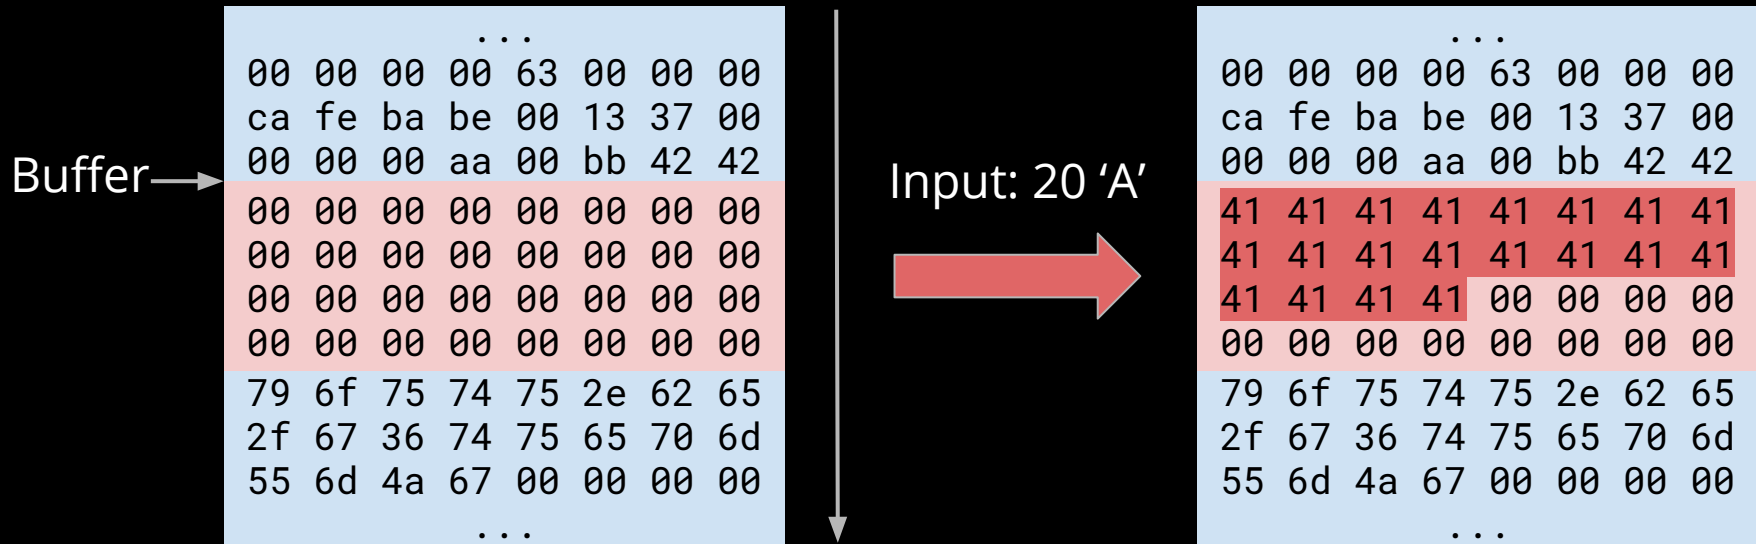 ...
00 00 00 00 63 00 00 00
ca fe ba be 00 13 37 00
00 00 00 aa 00 bb 42 42
Buffer
00 00 00 00 00 00 00 00
00 00 00 00 00 00 00 00
00 00 00 00 00 00 00 00
00 00 00 00 00 00 00 00
79 6f 75 74 75 2e 62 65
2f 67 36 74 75 65 70 6d
55 6d 4a 67 00 00 00 00
...
Input: 20 ‘A’
...
00 00 00 00 63 00 00 00
ca fe ba be 00 13 37 00
00 00 00 aa 00 bb 42 42
41 41 41 41 41 41 41 41
41 41 41 41 41 41 41 41
41 41 41 41 00 00 00 00
00 00 00 00 00 00 00 00
79 6f 75 74 75 2e 62 65
2f 67 36 74 75 65 70 6d
55 6d 4a 67 00 00 00 00
...